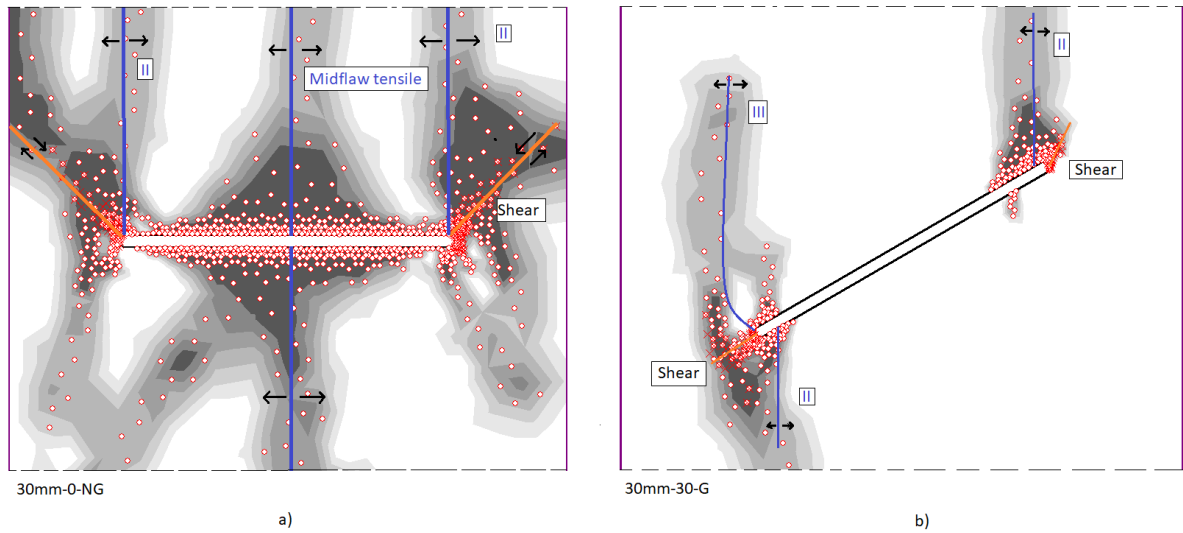 II
II
Midflaw tensile
Shear
30mm-0-NG
a)
II
III
Shear
Shear
II
30mm-30-G
b)